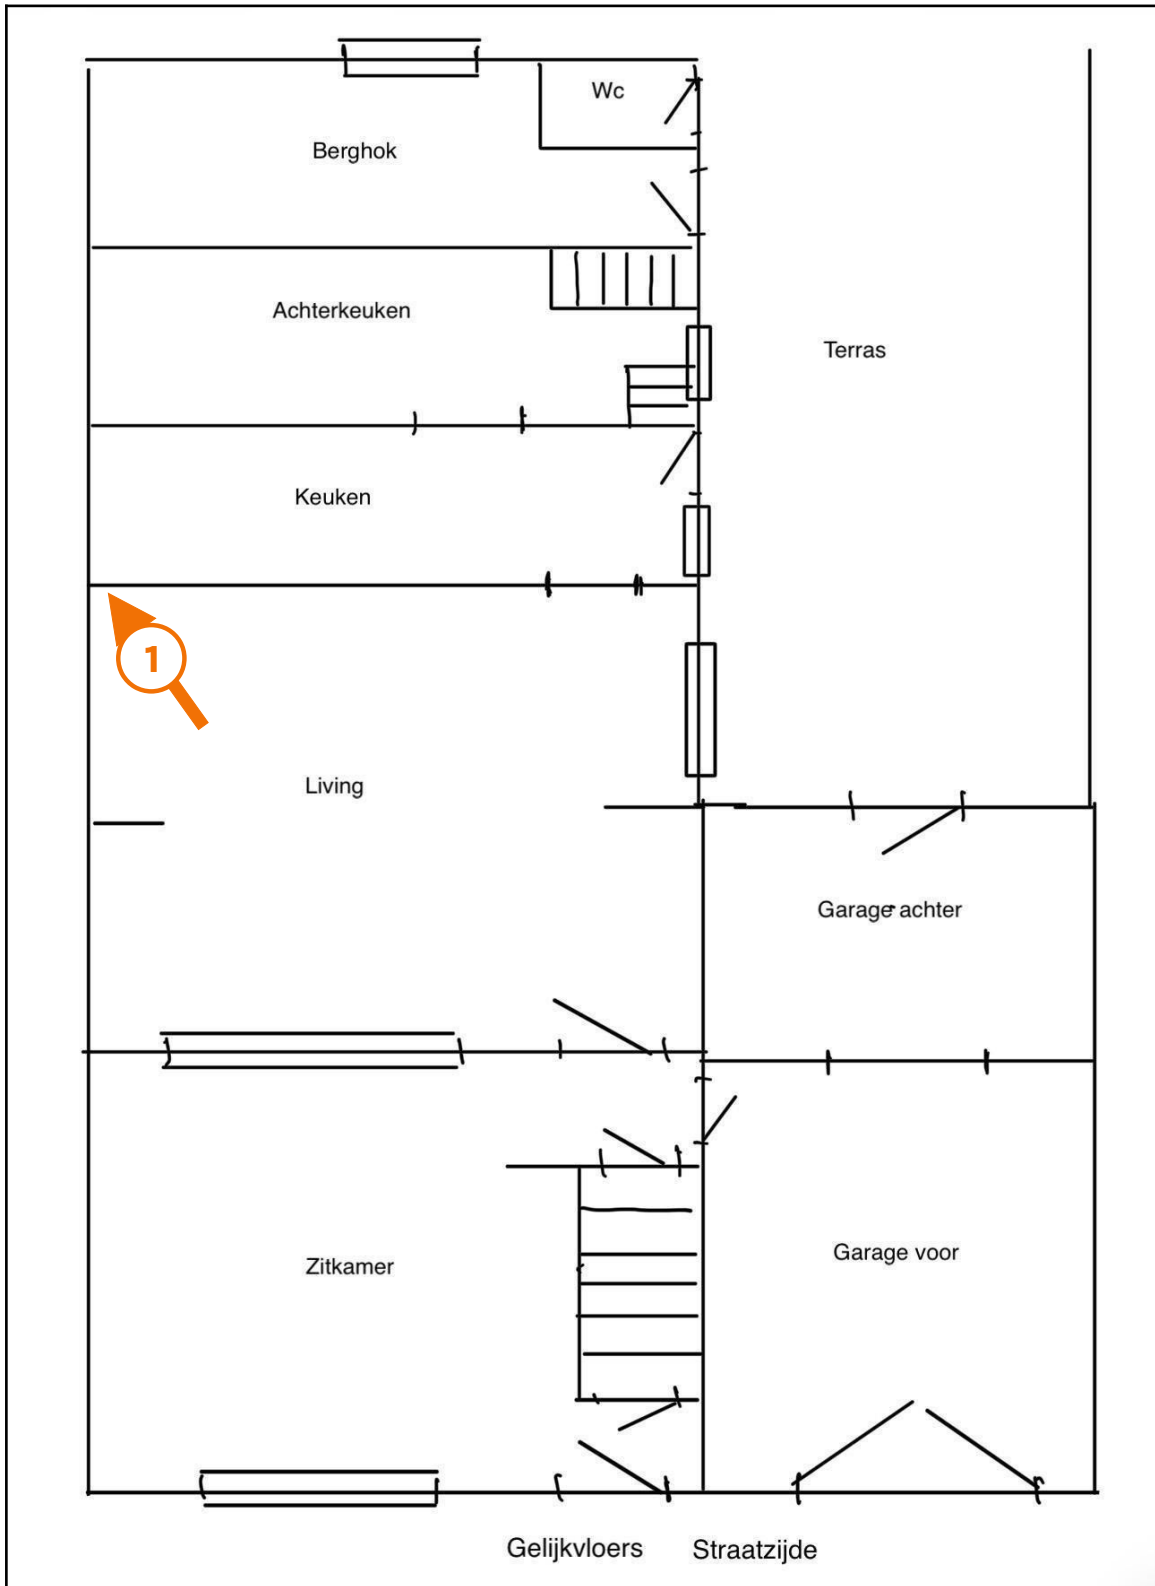 Wc
Berghok
Achterkeuken
Terras
Keuken
1
Living
Garage achter
Garage voor
Zitkamer
Gelijkvloers Straatzijde